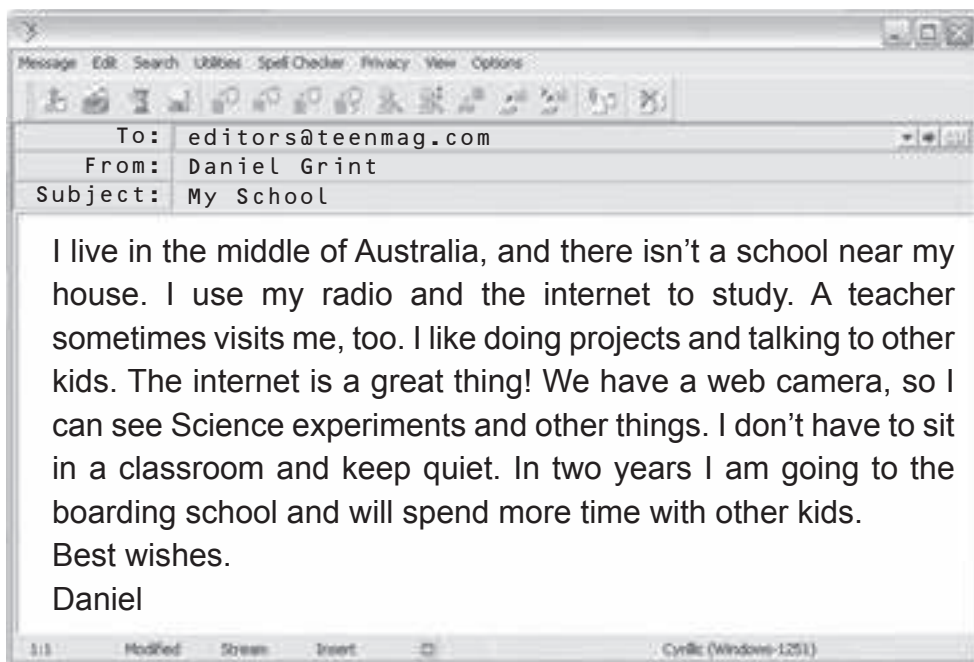 Message Edit Search Utilities Spell Checker Privacy View Options
To: editors@teenmag.com
From: Daniel Grint
Subject: My School
I live in the middle of Australia, and there isn't a school near my
house. I use my radio and the internet to study. A teacher
sometimes visits me, too. I like doing projects and talking to other
kids. The internet is a great thing! We have a web camera, so I
can see Science experiments and other things. I don't have to sit
in a classroom and keep quiet. In two years I am going to the
boarding school and will spend more time with other kids.
Best wishes.
Daniel
1:1 Modified Stream Insert Cyrillic (Windows-1251)